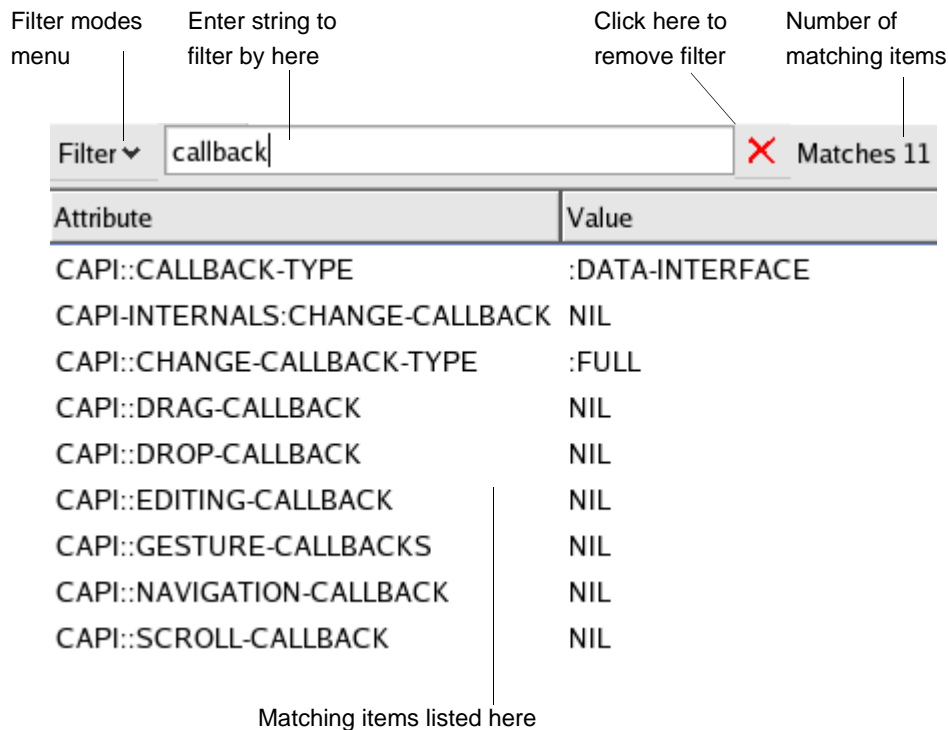 Filter modes menu
Enter string to filter by here
Click here to remove filter
Number of matching items
Filter callback Matches 11
Attribute Value
CAPI::CALLBACK-TYPE :DATA-INTERFACE
CAPI-INTERNALS:CHANGE-CALLBACK NIL
CAPI::CHANGE-CALLBACK-TYPE :FULL
CAPI::DRAG-CALLBACK NIL
CAPI::DROP-CALLBACK NIL
CAPI::EDITING-CALLBACK NIL
CAPI::GESTURE-CALLBACKS NIL
CAPI::NAVIGATION-CALLBACK NIL
CAPI::SCROLL-CALLBACK NIL
Matching items listed here